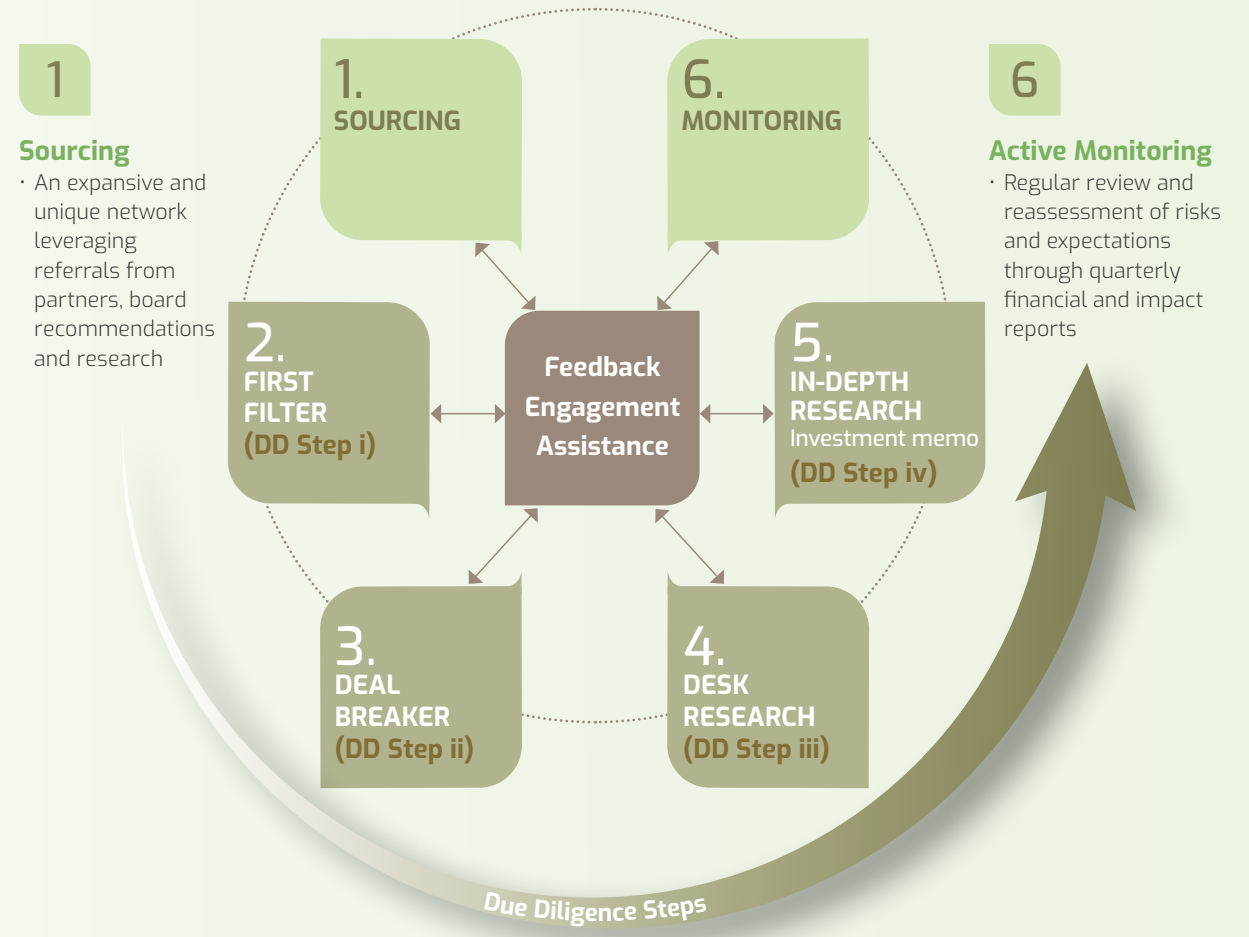 1
Sourcing
· An expansive and
unique network
leveraging
referrals from
partners, board
recommendations
and research
1.
SOURCING
6.
MONITORING
6
Active Monitoring
· Regular review and
reassessment of risks
and expectations
through quarterly
financial and impact
reports
2.
FIRST
FILTER
(DD Step i)
Feedback
Engagement
Assistance
5.
IN-DEPTH
RESEARCH
Investment memo
(DD Step iv)
3.
DEAL
BREAKER
(DD Step ii)
4.
DESK
RESEARCH
(DD Step iii)
Due Diligence Steps